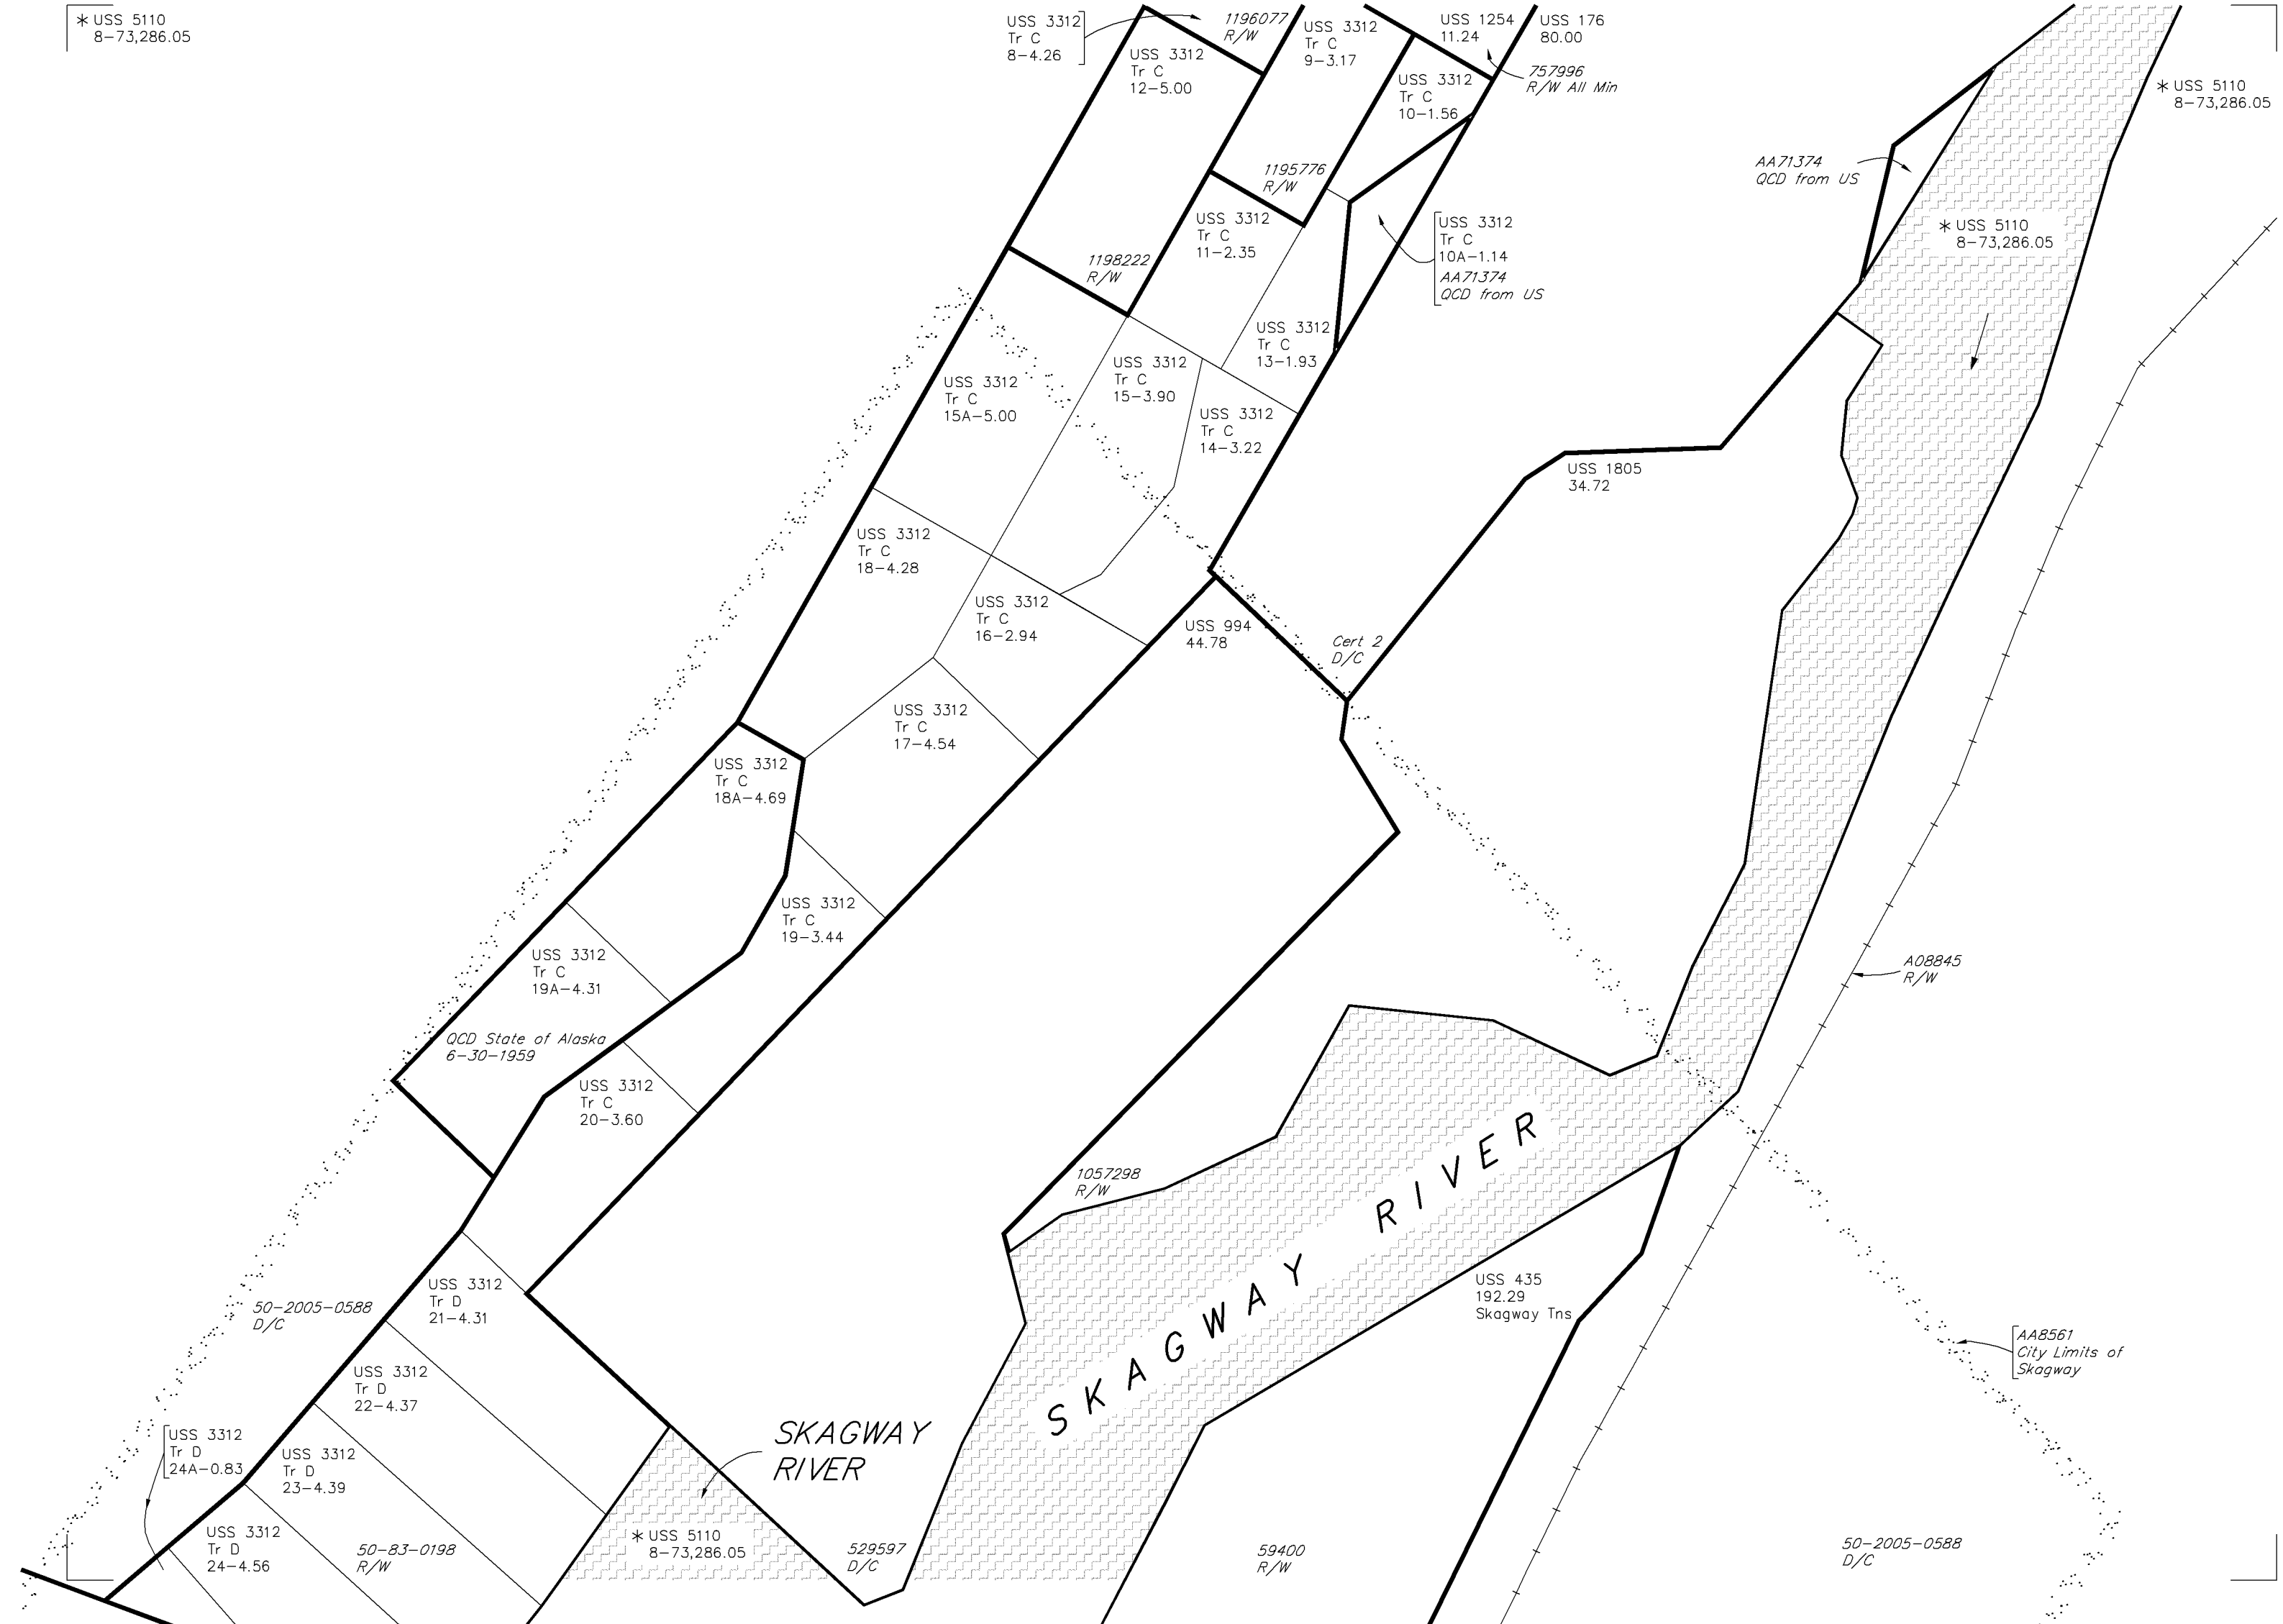 * USS 5110
8-73,286.05
USS 3312
Tr C
8-4.26
1196077
R/W
USS 3312
Tr C
12-5.00
USS 3312
Tr C
9-3.17
USS 1254
11.24
USS 176
80.00
757996
R/W All Min
USS 3312
Tr C
10-1.56
* USS 5110
8-73,286.05
1195776
R/W
AA71374
QCD from US
USS 3312
Tr C
11-2.35
USS 3312
Tr C
10A-1.14
AA71374
QCD from US
* USS 5110
8-73,286.05
1198222
R/W
USS 3312
Tr C
13-1.93
USS 3312
Tr C
15A-5.00
USS 3312
Tr C
15-3.90
USS 3312
Tr C
14-3.22
USS 1805
34.72
USS 3312
Tr C
18-4.28
USS 3312
Tr C
16-2.94
USS 994
44.78
Cert 2
D/C
USS 3312
Tr C
17-4.54
USS 3312
Tr C
18A-4.69
USS 3312
Tr C
19-3.44
USS 3312
Tr C
19A-4.31
A08845
R/W
QCD State of Alaska
6-30-1959
USS 3312
Tr C
20-3.60
1057298
R/W
SKAGWAY RIVER
USS 3312
Tr D
21-4.31
50-2005-0588
D/C
USS 435
192.29
Skagway Tns
AA8561
City Limits of
Skagway
USS 3312
Tr D
22-4.37
USS 3312
Tr D
24A-0.83
USS 3312
Tr D
23-4.39
SKAGWAY
RIVER
USS 3312
Tr D
24-4.56
50-83-0198
R/W
* USS 5110
8-73,286.05
529597
D/C
59400
R/W
50-2005-0588
D/C